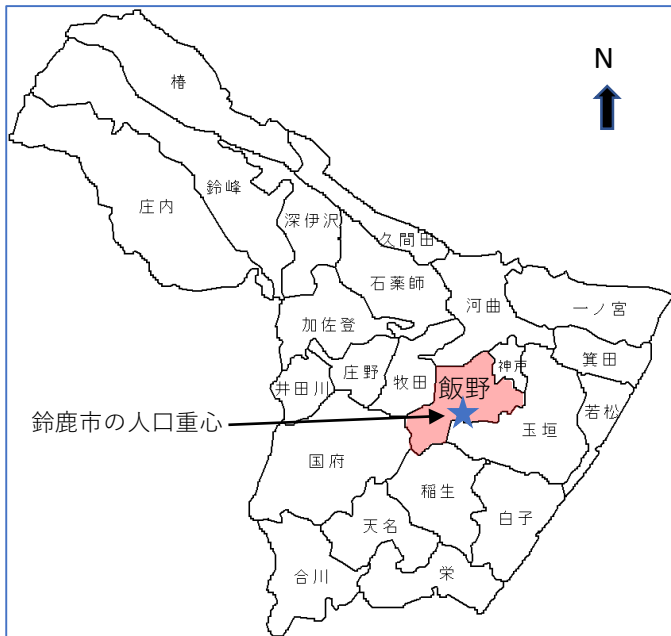 N
椿
庄内
鈴峰
深伊沢
久間田
石薬師
河曲
一ノ宮
加佐登
箕田
神戸
庄野
牧田
井田川
飯野
若松
鈴鹿市の人口重心
玉垣
国府
稲生
白子
天名
合川
栄